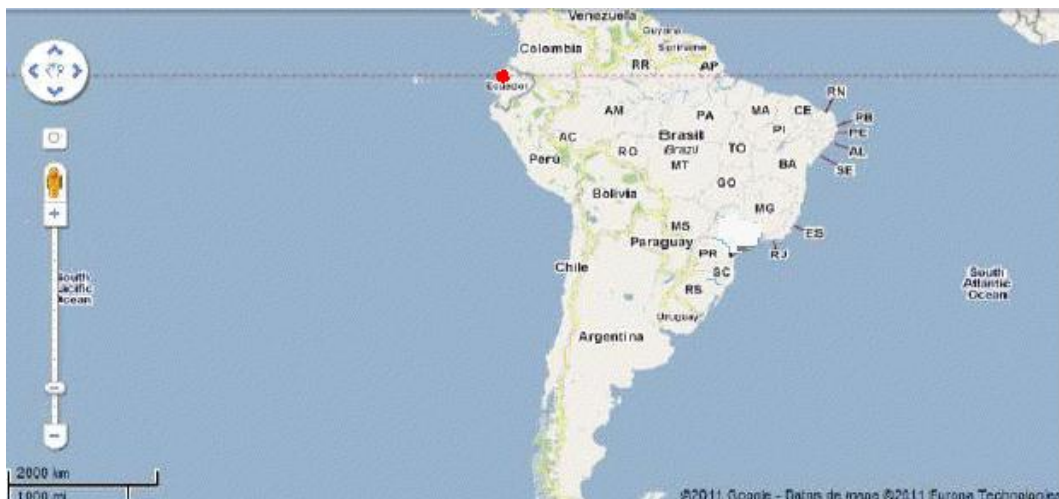 Venezuela
Guyana
Colombia
Suriname
RR
AP
Ecuador
RN
AM
PA
MA
CE
PB
PI
PE
AC
Brasil
AL
RO
Brazil
TO
Perú
MT
BA
SE
GO
Bolivia
MG
MS
ES
Paraguay
PR
RJ
Chile
SC
South
Pacific
Ocean
South
Atlantic
Ocean
RS
Uruguay
Argentina
2000 km
1000 mi
©2011 Google - Datos de mapa ©2011 Europa Technologies